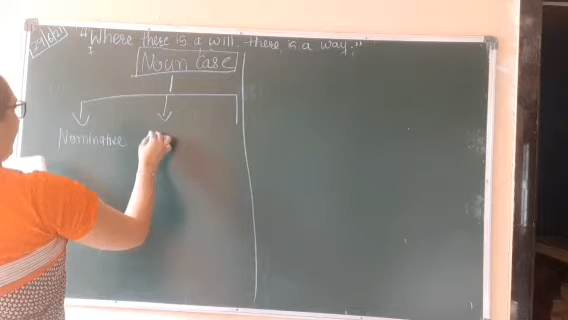 "Where there is a will, there is a way."
Noun Case
Nominative